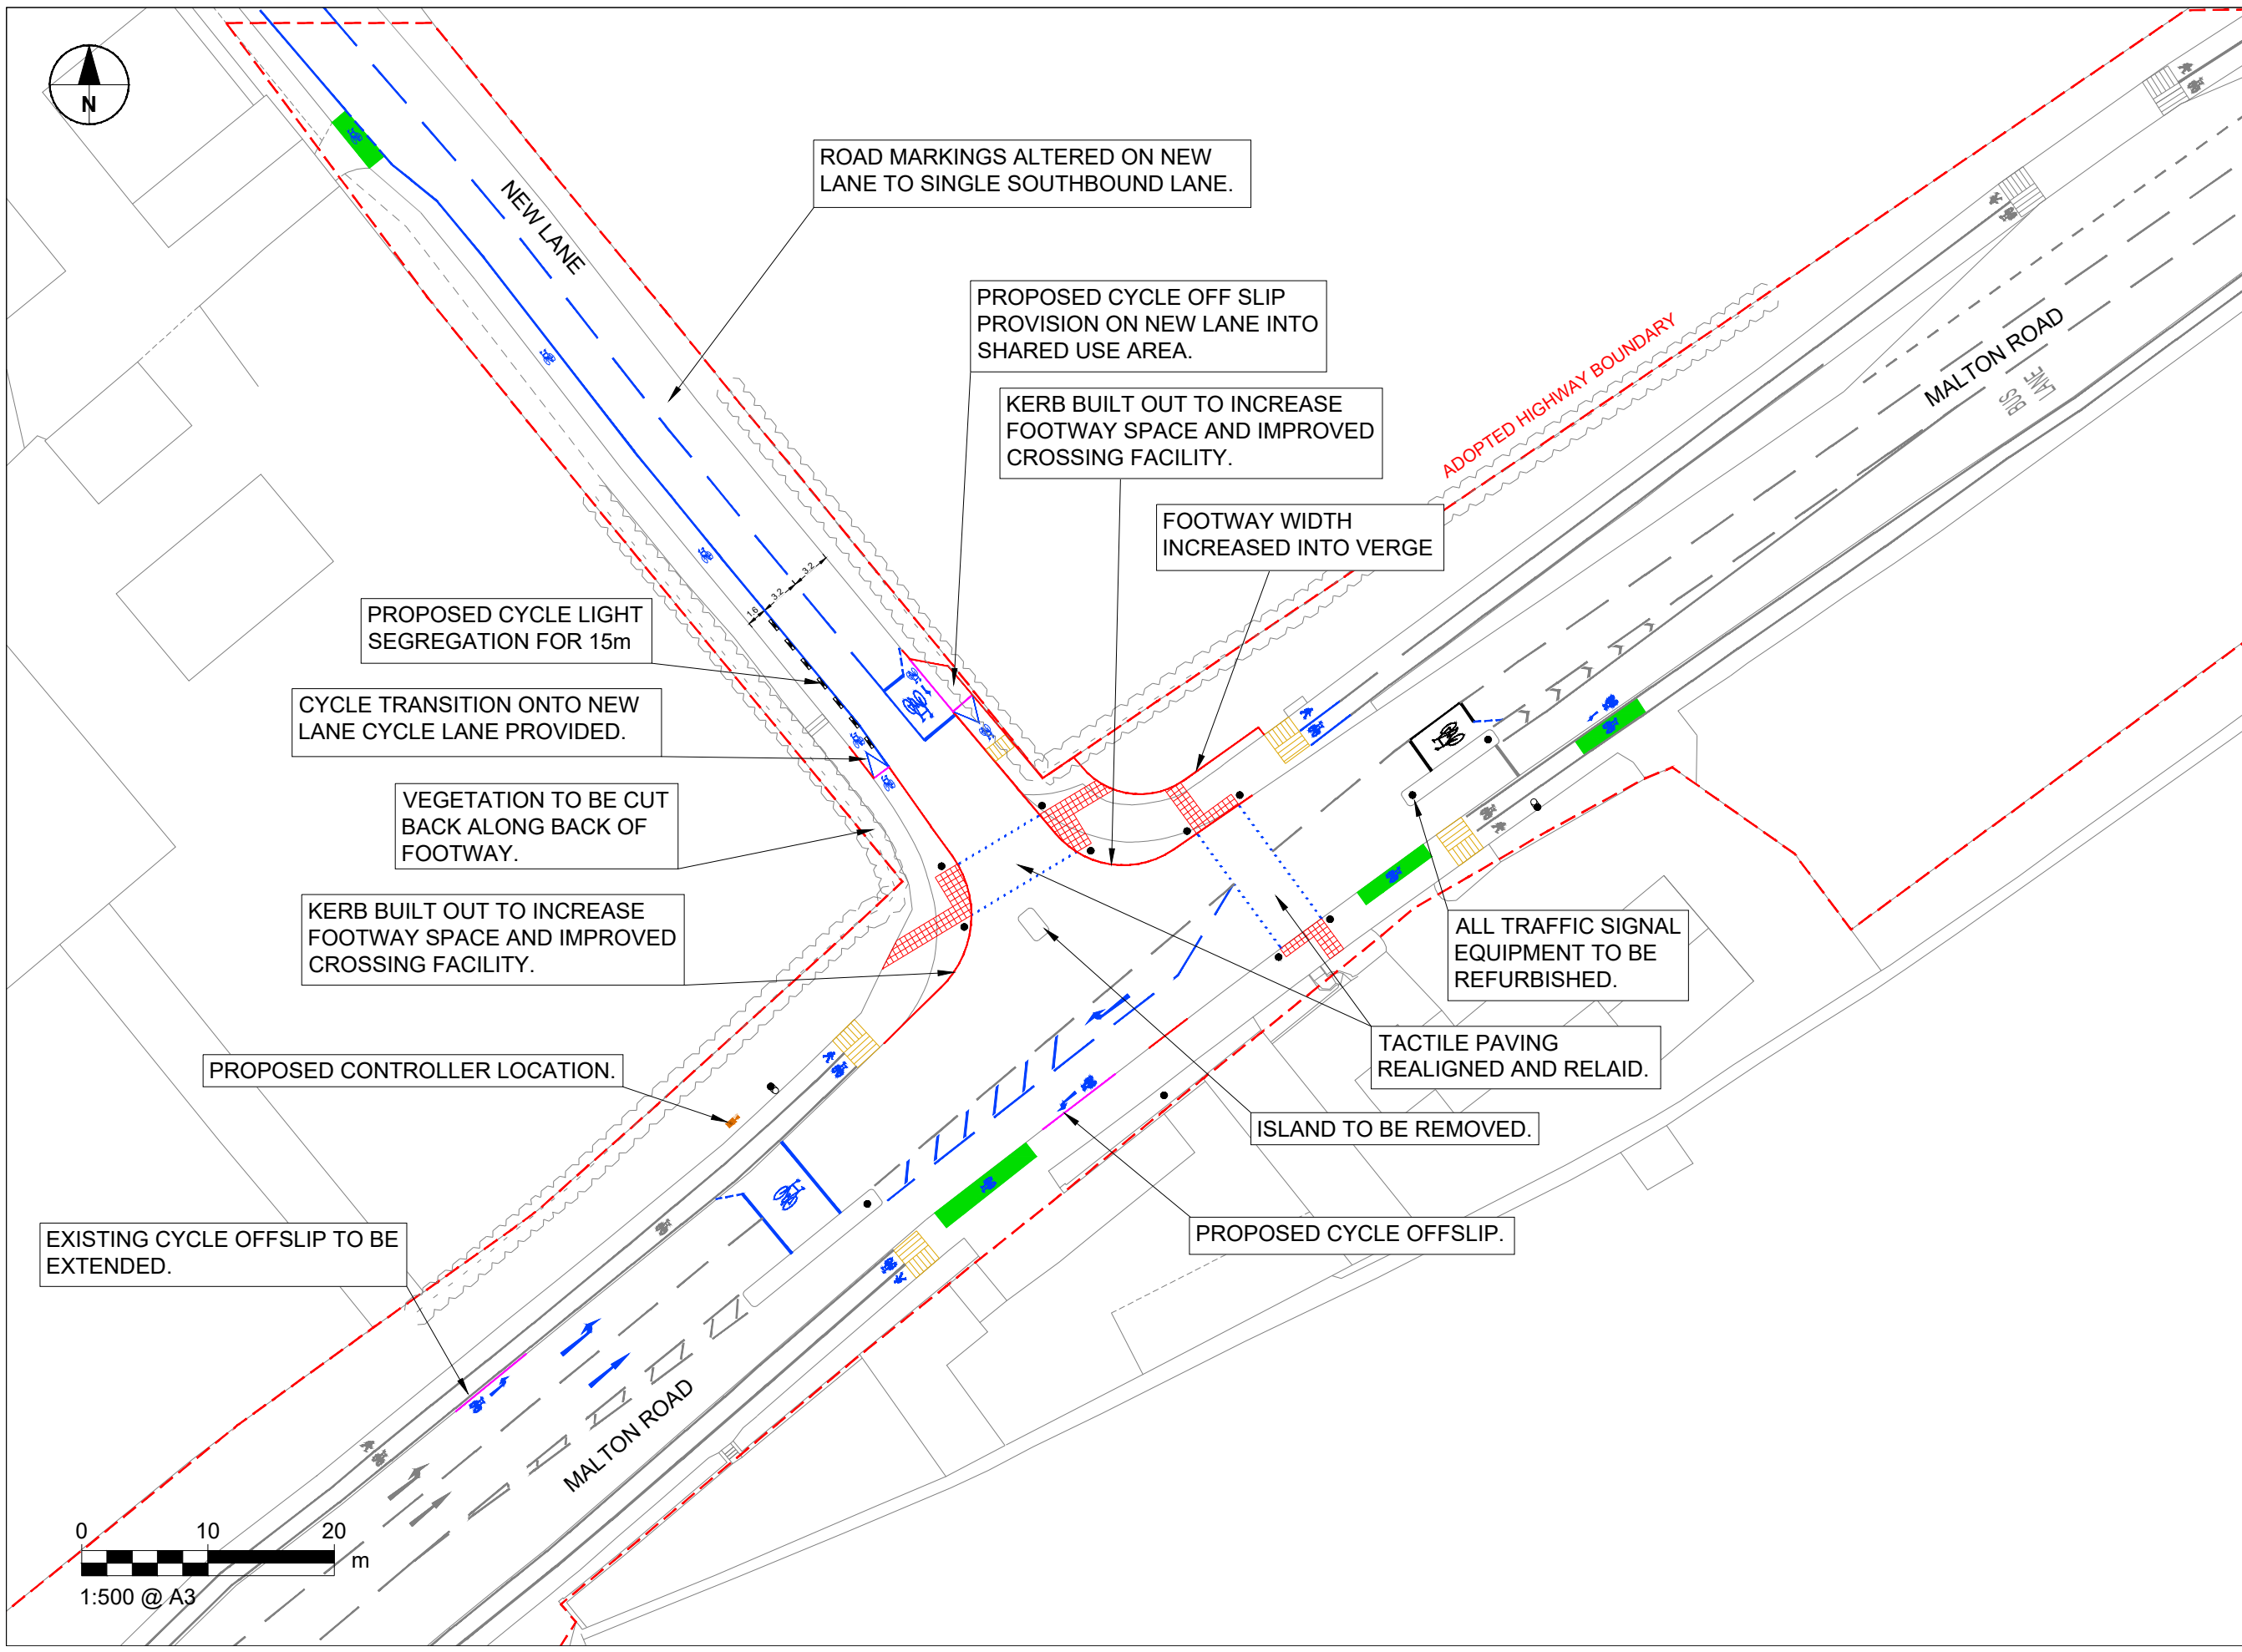 N
ROAD MARKINGS ALTERED ON NEW
LANE TO SINGLE SOUTHBOUND LANE.
NEW LANE
PROPOSED CYCLE OFF SLIP
PROVISION ON NEW LANE INTO
SHARED USE AREA.
KERB BUILT OUT TO INCREASE
FOOTWAY SPACE AND IMPROVED
CROSSING FACILITY.
ADOPTED HIGHWAY BOUNDARY
MALTON ROAD
BUS
LANE
FOOTWAY WIDTH
INCREASED INTO VERGE
1.6
3.2
3.2
PROPOSED CYCLE LIGHT
SEGREGATION FOR 15m
CYCLE TRANSITION ONTO NEW
LANE CYCLE LANE PROVIDED.
VEGETATION TO BE CUT
BACK ALONG BACK OF
FOOTWAY.
KERB BUILT OUT TO INCREASE
FOOTWAY SPACE AND IMPROVED
CROSSING FACILITY.
ALL TRAFFIC SIGNAL
EQUIPMENT TO BE
REFURBISHED.
TACTILE PAVING
REALIGNED AND RELAID.
PROPOSED CONTROLLER LOCATION.
ISLAND TO BE REMOVED.
PROPOSED CYCLE OFFSLIP.
EXISTING CYCLE OFFSLIP TO BE
EXTENDED.
MALTON ROAD
0 10 20
m
1:500 @ A3